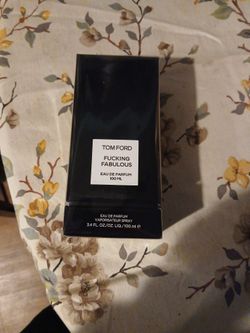 TOM FORD
FUCKING
FABULOUS
EAU DE PARFUM
100 ML
EAU DE PARFUM
VAPORISATEUR SPRAY
3.4 FL. OZ./OZ. LIQ./100 ml ℮